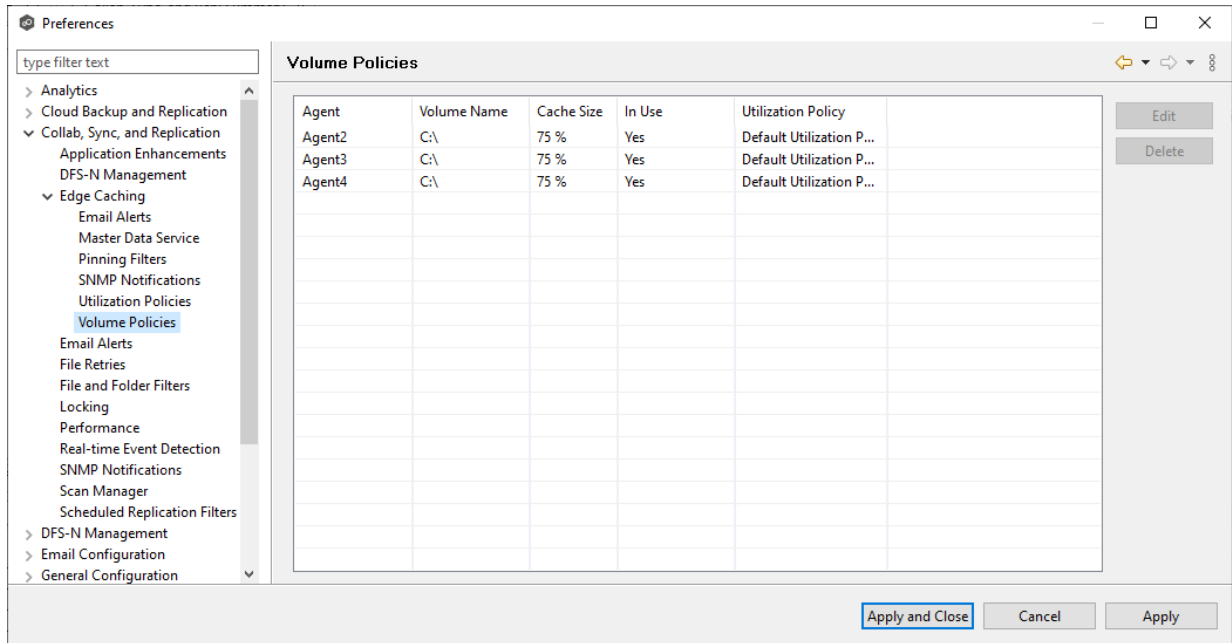 Preferences
type filter text
Analytics
Cloud Backup and Replication
Collab, Sync, and Replication
Application Enhancements
DFS-N Management
Edge Caching
Email Alerts
Master Data Service
Pinning Filters
SNMP Notifications
Utilization Policies
Volume Policies
Email Alerts
File Retries
File and Folder Filters
Locking
Performance
Real-time Event Detection
SNMP Notifications
Scan Manager
Scheduled Replication Filters
DFS-N Management
Email Configuration
General Configuration
Volume Policies
Agent Volume Name Cache Size In Use Utilization Policy
Agent2 C:\ 75 % Yes Default Utilization P...
Agent3 C:\ 75 % Yes Default Utilization P...
Agent4 C:\ 75 % Yes Default Utilization P...
Edit
Delete
Apply and Close Cancel Apply